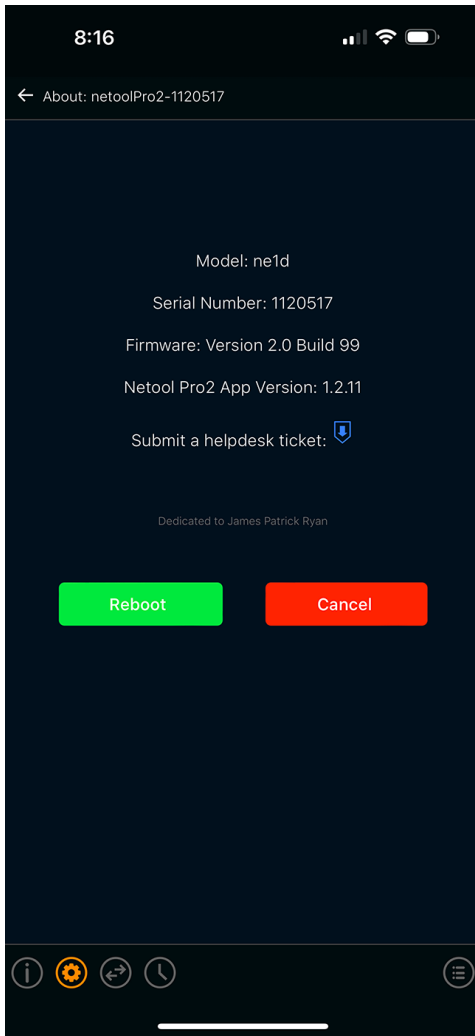 8:16
About: netoolPro2-1120517
Model: ne1d
Serial Number: 1120517
Firmware: Version 2.0 Build 99
Netool Pro2 App Version: 1.2.11
Submit a helpdesk ticket:
Dedicated to James Patrick Ryan
Reboot
Cancel